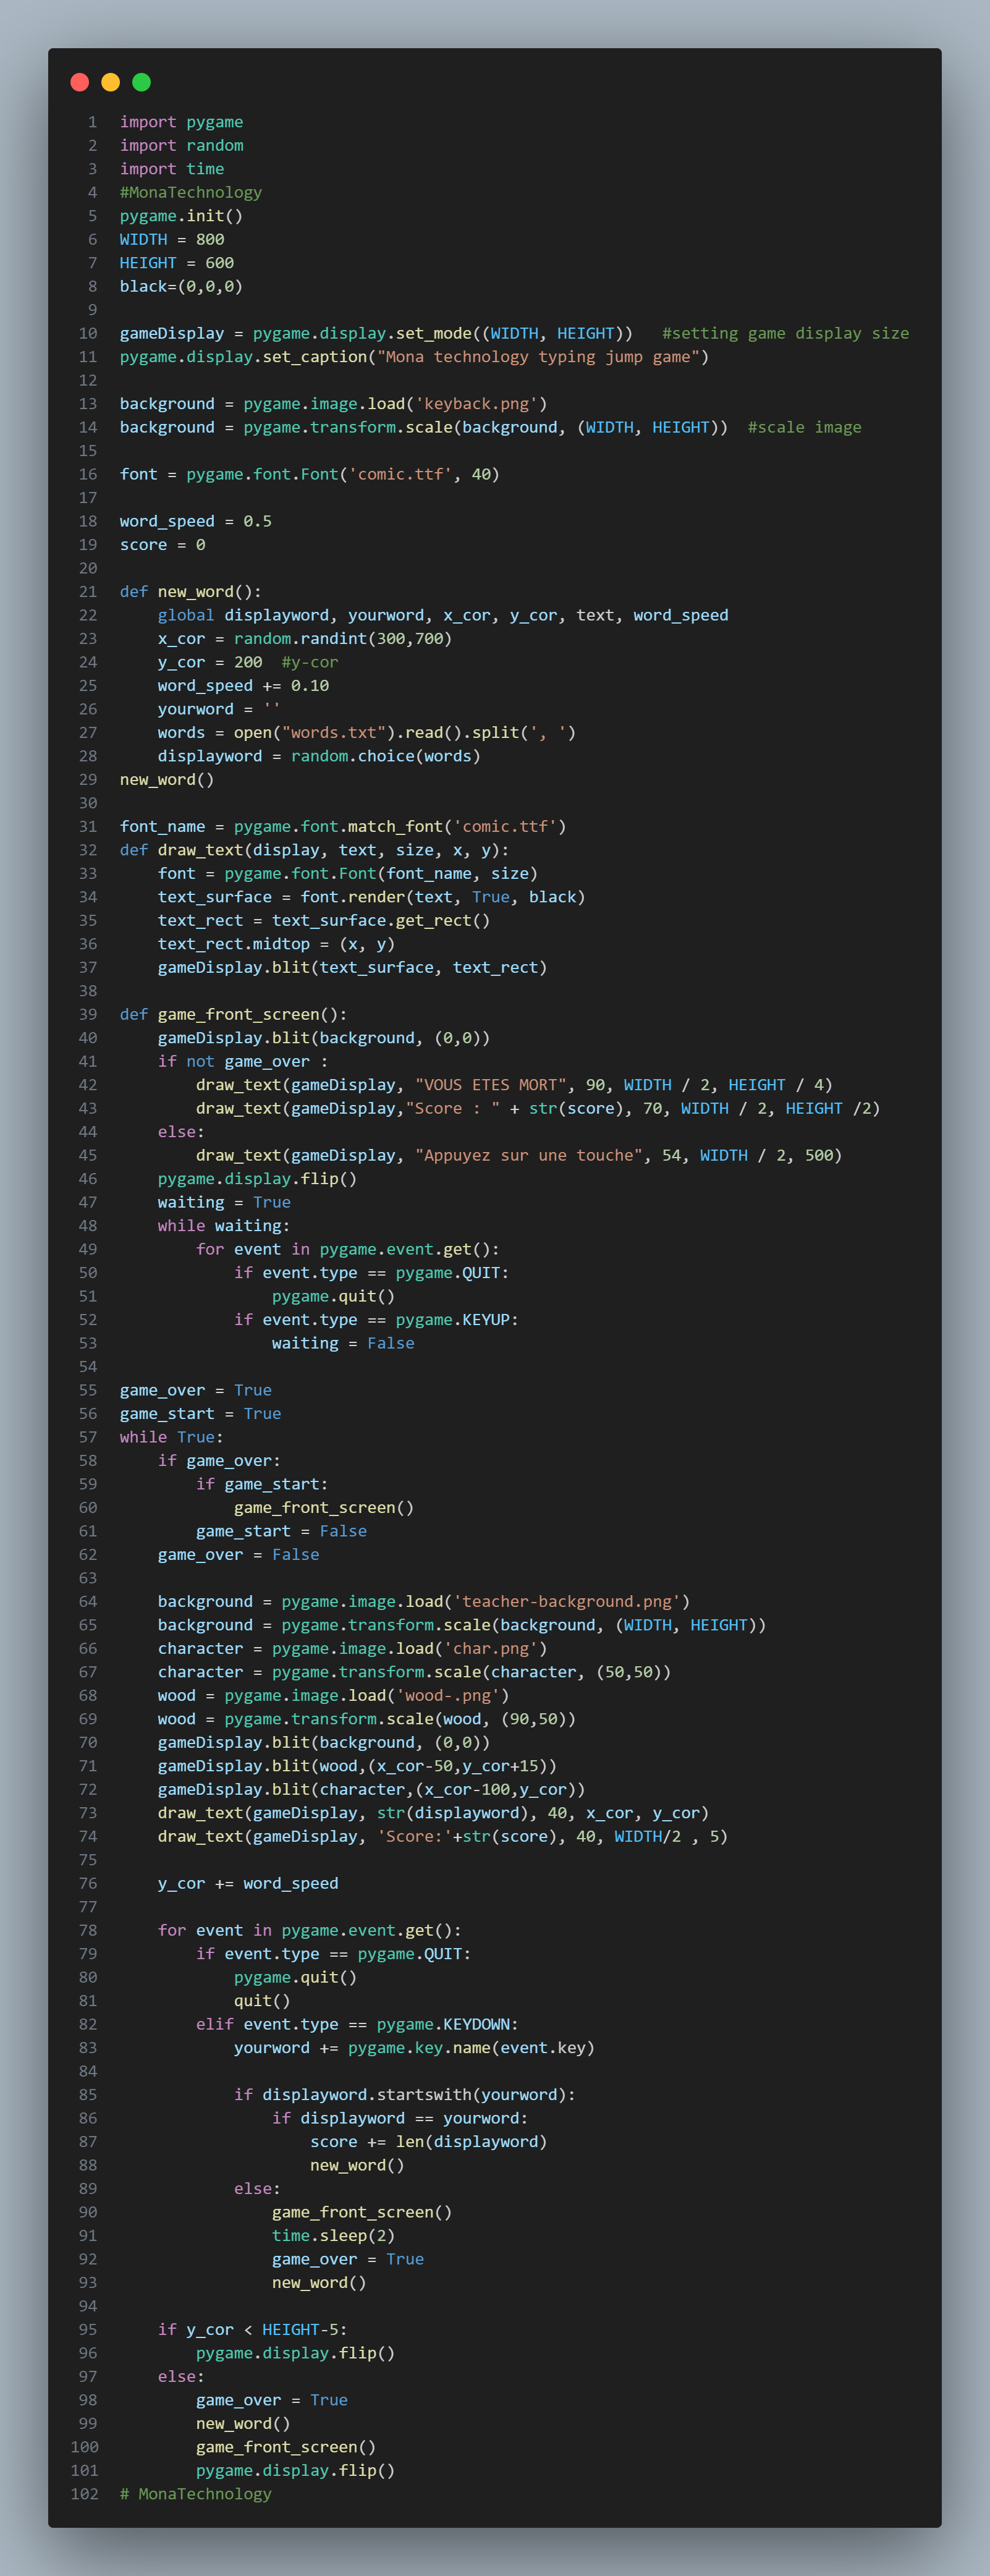 1 import pygame
2 import random
3 import time
4 #MonaTechnology
5 pygame.init()
6 WIDTH = 800
7 HEIGHT = 600
8 black=(0,0,0)
9
10 gameDisplay = pygame.display.set_mode((WIDTH, HEIGHT))   #setting game display size
11 pygame.display.set_caption("Mona technology typing jump game")
12
13 background = pygame.image.load('keyback.png')
14 background = pygame.transform.scale(background, (WIDTH, HEIGHT))  #scale image
15
16 font = pygame.font.Font('comic.ttf', 40)
17
18 word_speed = 0.5
19 score = 0
20
21 def new_word():
22     global displayword, yourword, x_cor, y_cor, text, word_speed
23     x_cor = random.randint(300,700)
24     y_cor = 200  #y-cor
25     word_speed += 0.10
26     yourword = ''
27     words = open("words.txt").read().split(', ')
28     displayword = random.choice(words)
29 new_word()
30
31 font_name = pygame.font.match_font('comic.ttf')
32 def draw_text(display, text, size, x, y):
33     font = pygame.font.Font(font_name, size)
34     text_surface = font.render(text, True, black)
35     text_rect = text_surface.get_rect()
36     text_rect.midtop = (x, y)
37     gameDisplay.blit(text_surface, text_rect)
38
39 def game_front_screen():
40     gameDisplay.blit(background, (0,0))
41     if not game_over :
42         draw_text(gameDisplay, "VOUS ETES MORT", 90, WIDTH / 2, HEIGHT / 4)
43         draw_text(gameDisplay,"Score : " + str(score), 70, WIDTH / 2, HEIGHT /2)
44     else:
45         draw_text(gameDisplay, "Appuyez sur une touche", 54, WIDTH / 2, 500)
46     pygame.display.flip()
47     waiting = True
48     while waiting:
49         for event in pygame.event.get():
50             if event.type == pygame.QUIT:
51                 pygame.quit()
52             if event.type == pygame.KEYUP:
53                 waiting = False
54
55 game_over = True
56 game_start = True
57 while True:
58     if game_over:
59         if game_start:
60             game_front_screen()
61         game_start = False
62     game_over = False
63
64     background = pygame.image.load('teacher-background.png')
65     background = pygame.transform.scale(background, (WIDTH, HEIGHT))
66     character = pygame.image.load('char.png')
67     character = pygame.transform.scale(character, (50,50))
68     wood = pygame.image.load('wood-.png')
69     wood = pygame.transform.scale(wood, (90,50))
70     gameDisplay.blit(background, (0,0))
71     gameDisplay.blit(wood,(x_cor-50,y_cor+15))
72     gameDisplay.blit(character,(x_cor-100,y_cor))
73     draw_text(gameDisplay, str(displayword), 40, x_cor, y_cor)
74     draw_text(gameDisplay, 'Score:'+str(score), 40, WIDTH/2 , 5)
75
76     y_cor += word_speed
77
78     for event in pygame.event.get():
79         if event.type == pygame.QUIT:
80             pygame.quit()
81             quit()
82         elif event.type == pygame.KEYDOWN:
83             yourword += pygame.key.name(event.key)
84
85             if displayword.startswith(yourword):
86                 if displayword == yourword:
87                     score += len(displayword)
88                     new_word()
89             else:
90                 game_front_screen()
91                 time.sleep(2)
92                 game_over = True
93                 new_word()
94
95     if y_cor < HEIGHT-5:
96         pygame.display.flip()
97     else:
98         game_over = True
99         new_word()
100         game_front_screen()
101         pygame.display.flip()
102 # MonaTechnology